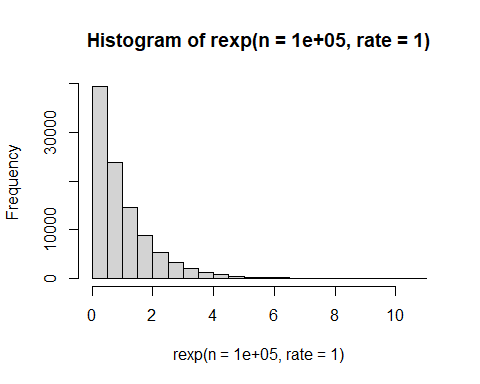 Histogram of rexp(n = 1e+05, rate = 1)
Frequency
30000
10000
0
0 2 4 6 8 10
rexp(n = 1e+05, rate = 1)